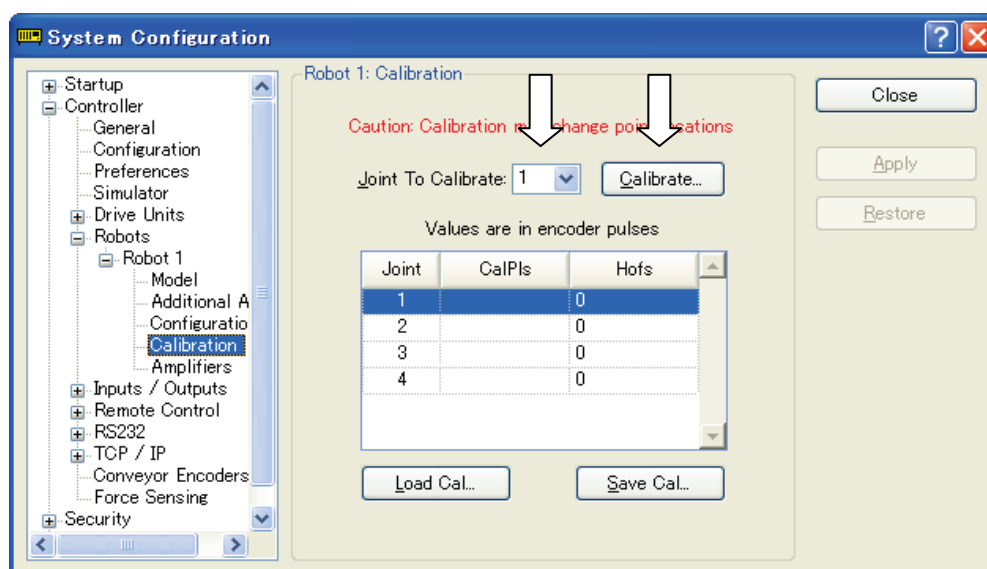 System Configuration
Startup
Controller
General
Configuration
Preferences
Simulator
Drive Units
Robots
Robot 1
Model
Additional A
Configuratio
Calibration
Amplifiers
Inputs / Outputs
Remote Control
RS232
TCP / IP
Conveyor Encoders
Force Sensing
Security
Robot 1: Calibration
Caution: Calibration change
Joint To Calibrate: 1 Calibrate...
Values are in encoder pulses
Joint CalPls Hofs
1 0
2 0
3 0
4 0
Load Cal... Save Cal...
Close
Apply
Restore